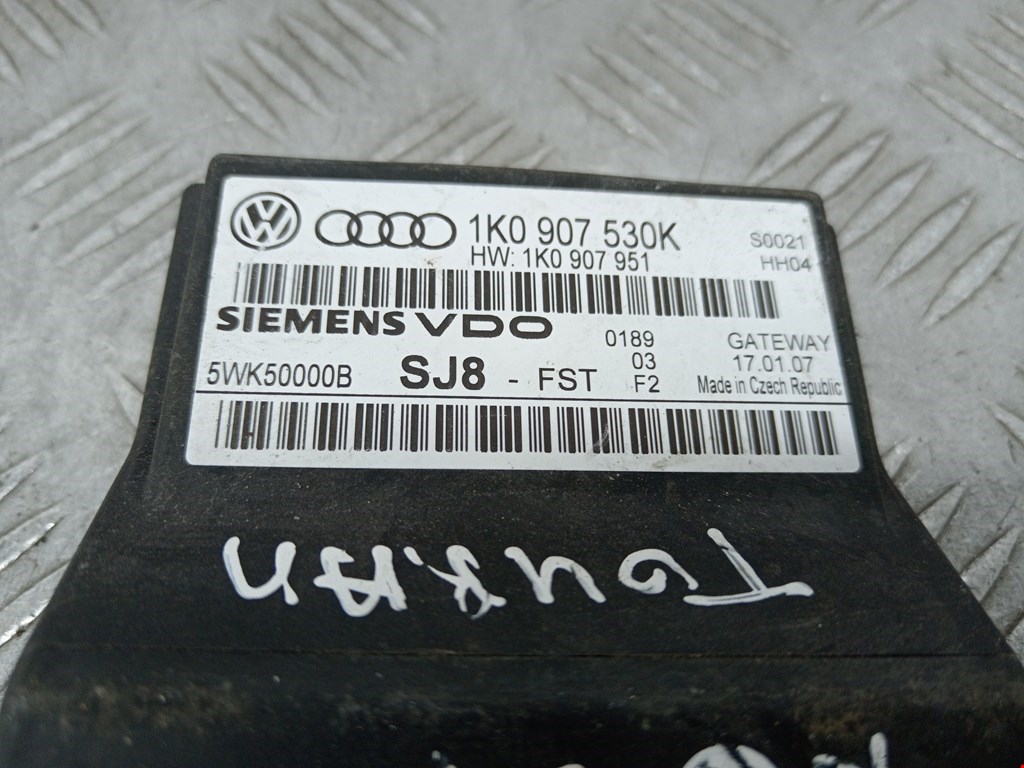 1K0 907 530K S0021
HW: 1K0 907 951 HH04
SIEMENS VDO 0189 GATEWAY
03 17.01.07
5WK50000B SJ8 - FST F2 Made in Czech Republic